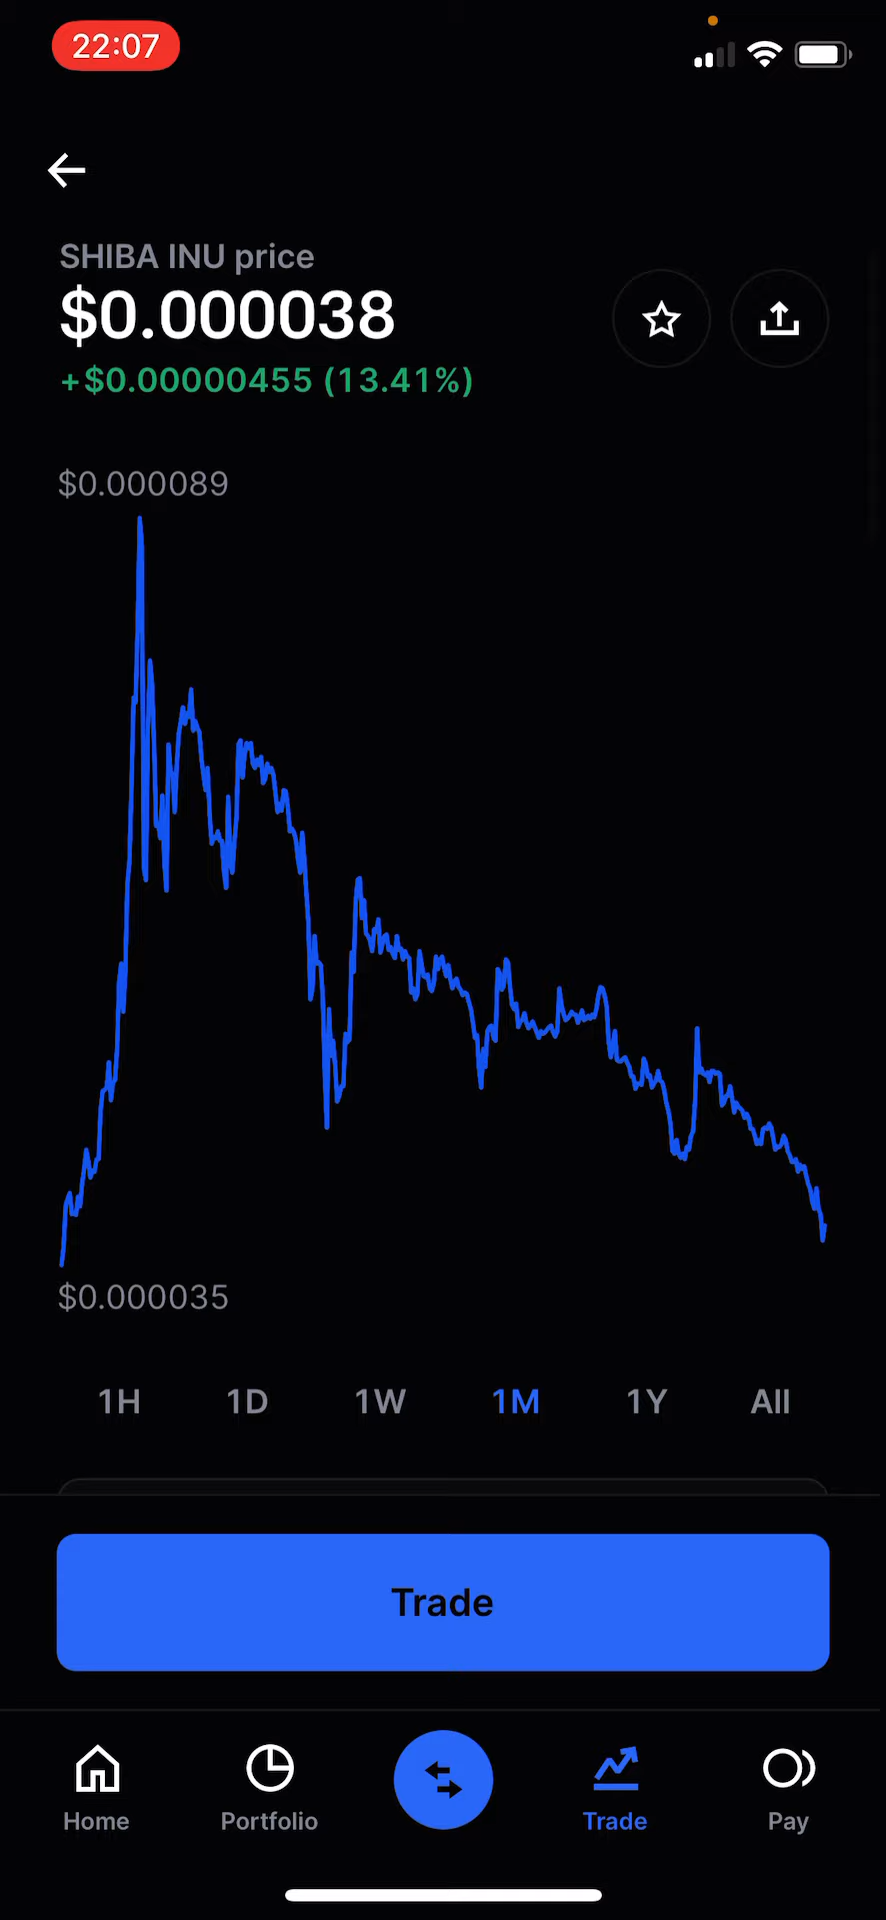 22:07
SHIBA INU price
$0.000038
+$0.00000455 (13.41%)
$0.000089
$0.000035
1H 1D 1W 1M 1Y All
Trade
Home Portfolio Trade Pay